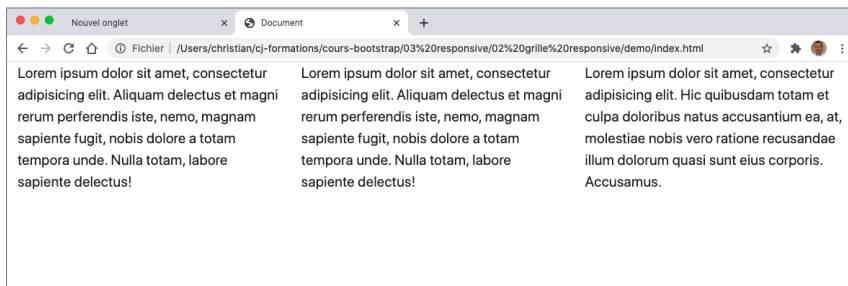 Nouvel onglet
Document
Fichier
/Users/christian/cj-formations/cours-bootstrap/03%20responsive/02%20grille%20responsive/demo/index.html
Lorem ipsum dolor sit amet, consectetur
adipisicing elit. Aliquam delectus et magni
rerum perferendis iste, nemo, magnam
sapiente fugit, nobis dolore a totam
tempora unde. Nulla totam, labore
sapiente delectus!
Lorem ipsum dolor sit amet, consectetur
adipisicing elit. Aliquam delectus et magni
rerum perferendis iste, nemo, magnam
sapiente fugit, nobis dolore a totam
tempora unde. Nulla totam, labore
sapiente delectus!
Lorem ipsum dolor sit amet, consectetur
adipisicing elit. Hic quibusdam totam et
culpa doloribus natus accusantium ea, at,
molestiae nobis vero ratione recusandae
illum dolorum quasi sunt eius corporis.
Accusamus.